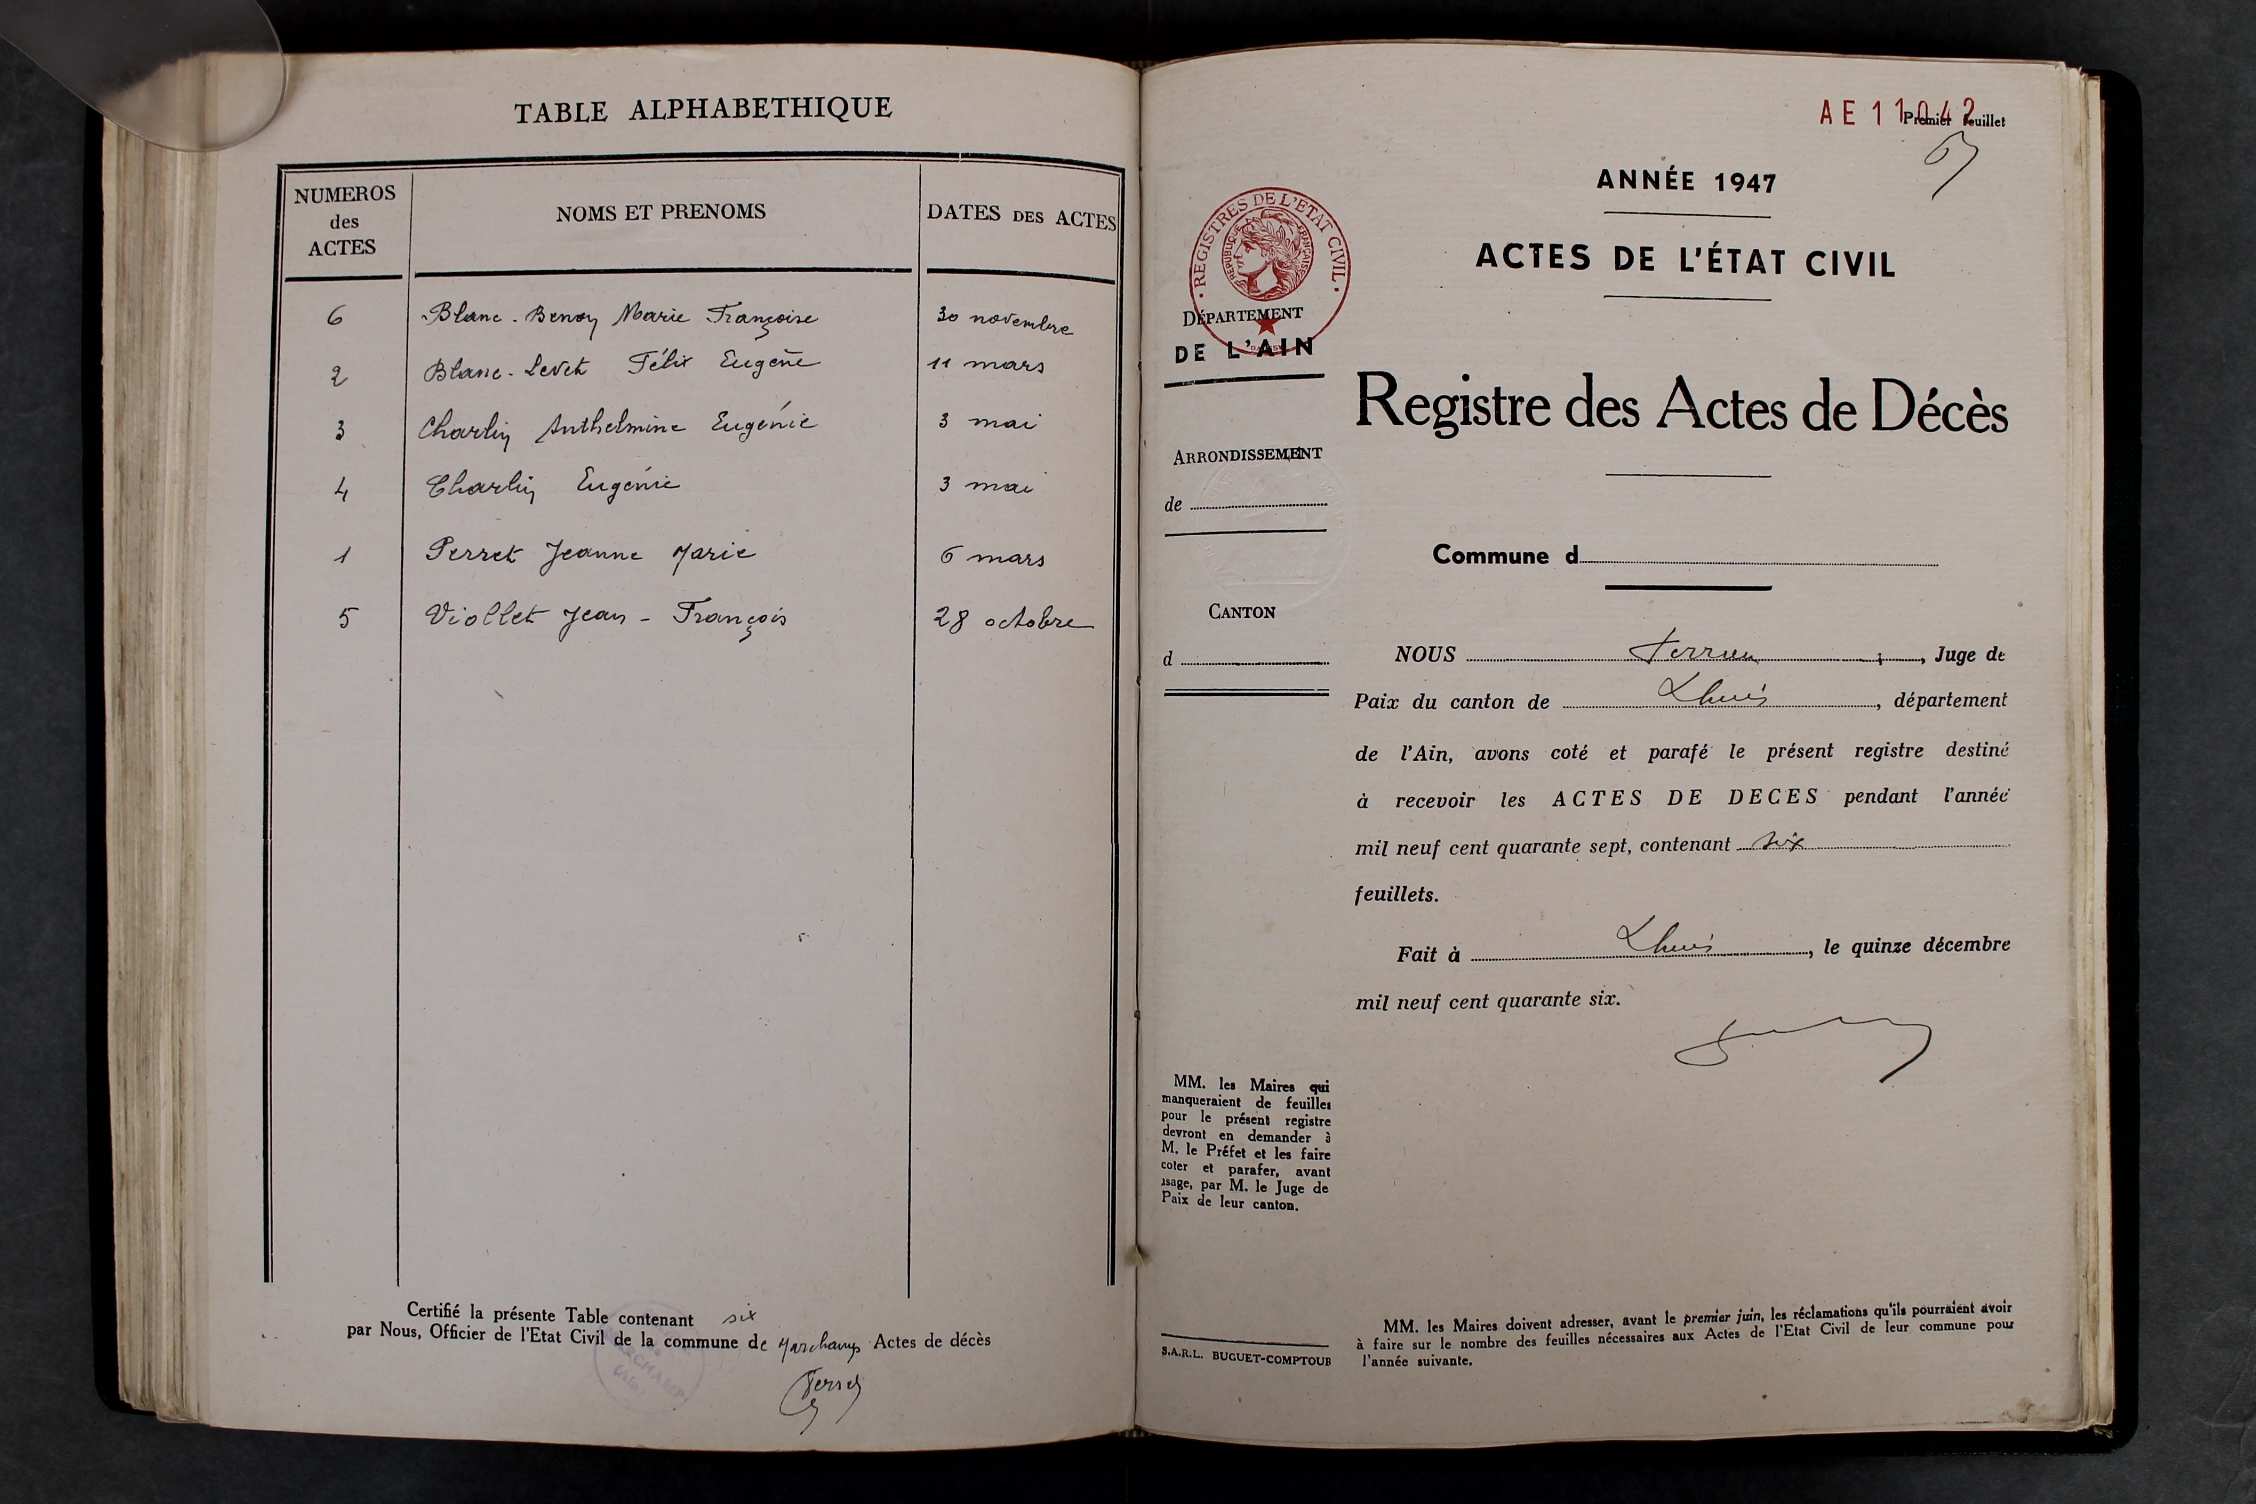 TABLE ALPHABETHIQUE
NUMEROS
des
ACTES
NOMS ET PRENOMS
DATES DES ACTES
6 Blanc-Benon Marie Françoise 30 novembre
2 Blanc-Levet Félix Eugène 11 mars
3 Charlin Anthelmine Eugénie 3 mai
4 Charlin Eugénie 3 mai
1 Perret Jeanne Marie 6 mars
5 Viollet Jean-François 28 octobre
Certifié la présente Table contenant six
par Nous, Officier de l'Etat Civil de la commune de Marchamp Actes de décès
AE 11042
Premier feuillet
ANNÉE 1947
ACTES DE L'ÉTAT CIVIL
REGISTRES DE L'ETAT CIVIL
REPUBLIQUE FRANÇAISE
DÉPARTEMENT
DE L'AIN
Registre des Actes de Décès
ARRONDISSEMENT
de
Commune d
CANTON
d
NOUS , Juge de
Paix du canton de Lhuis, département
de l'Ain, avons coté et parafé le présent registre destiné
à recevoir les ACTES DE DECES pendant l'année
mil neuf cent quarante sept, contenant six
feuillets.
Fait à Lhuis, le quinze décembre
mil neuf cent quarante six.
MM. les Maires qui
manqueraient de feuilles
pour le présent registre
devront en demander à
M. le Préfet et les faire
coter et parafer, avant
usage, par M. le Juge de
Paix de leur canton.
S.A.R.L. BUGUET-COMPTOUR
MM. les Maires doivent adresser, avant le premier juin, les réclamations qu'ils pourraient avoir
à faire sur le nombre des feuilles nécessaires aux Actes de l'Etat Civil de leur commune pour
l'année suivante.